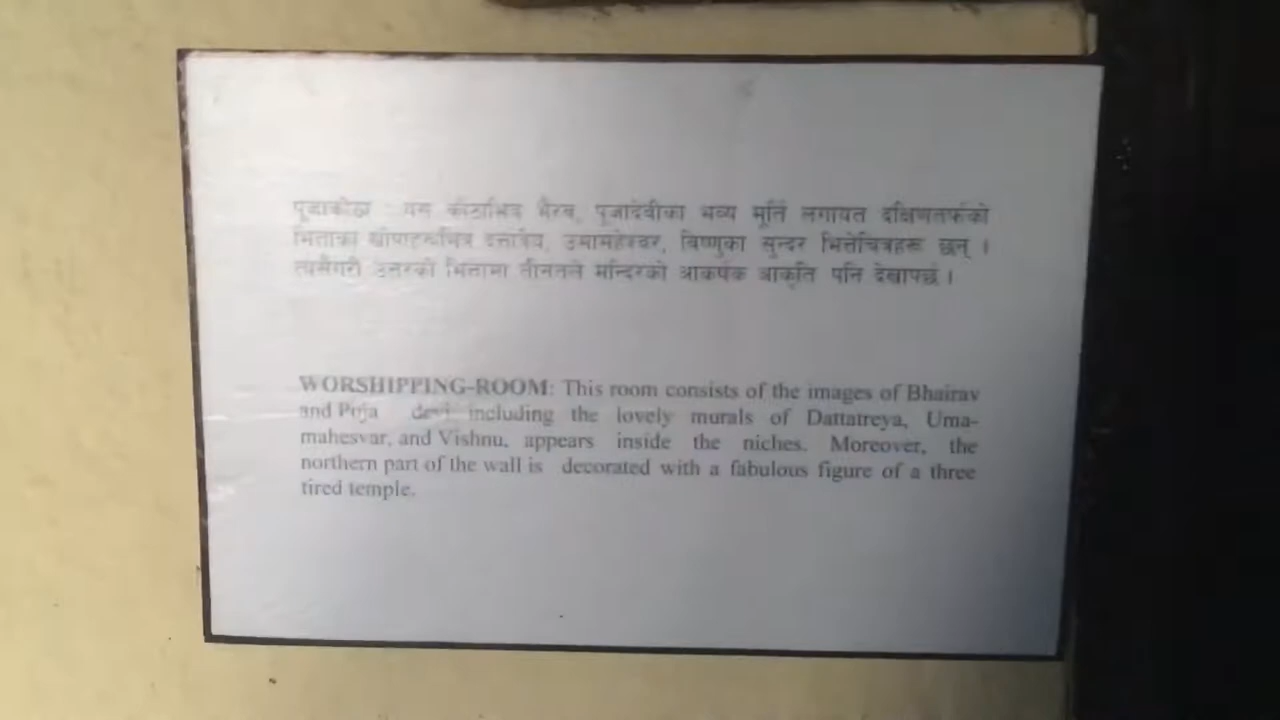 पूजाकोठा : यस कोठाभित्र भैरव, पूजादेवीका भव्य मूर्ति लगायत दक्षिणतर्फको
भित्ताका खोपाहरूभित्र दत्तात्रेय, उमामहेश्वर, बिष्णुका सुन्दर भित्तेचित्रहरू छन् ।
त्यसैगरी उत्तरको भित्तामा तीनतले मन्दिरको आकर्षक आकृति पनि देखापर्छ ।
WORSHIPPING-ROOM: This room consists of the images of Bhairav
and Puja devi including the lovely murals of Dattatreya, Uma-
mahesvar, and Vishnu, appears inside the niches. Moreover, the
northern part of the wall is decorated with a fabulous figure of a three
tired temple.